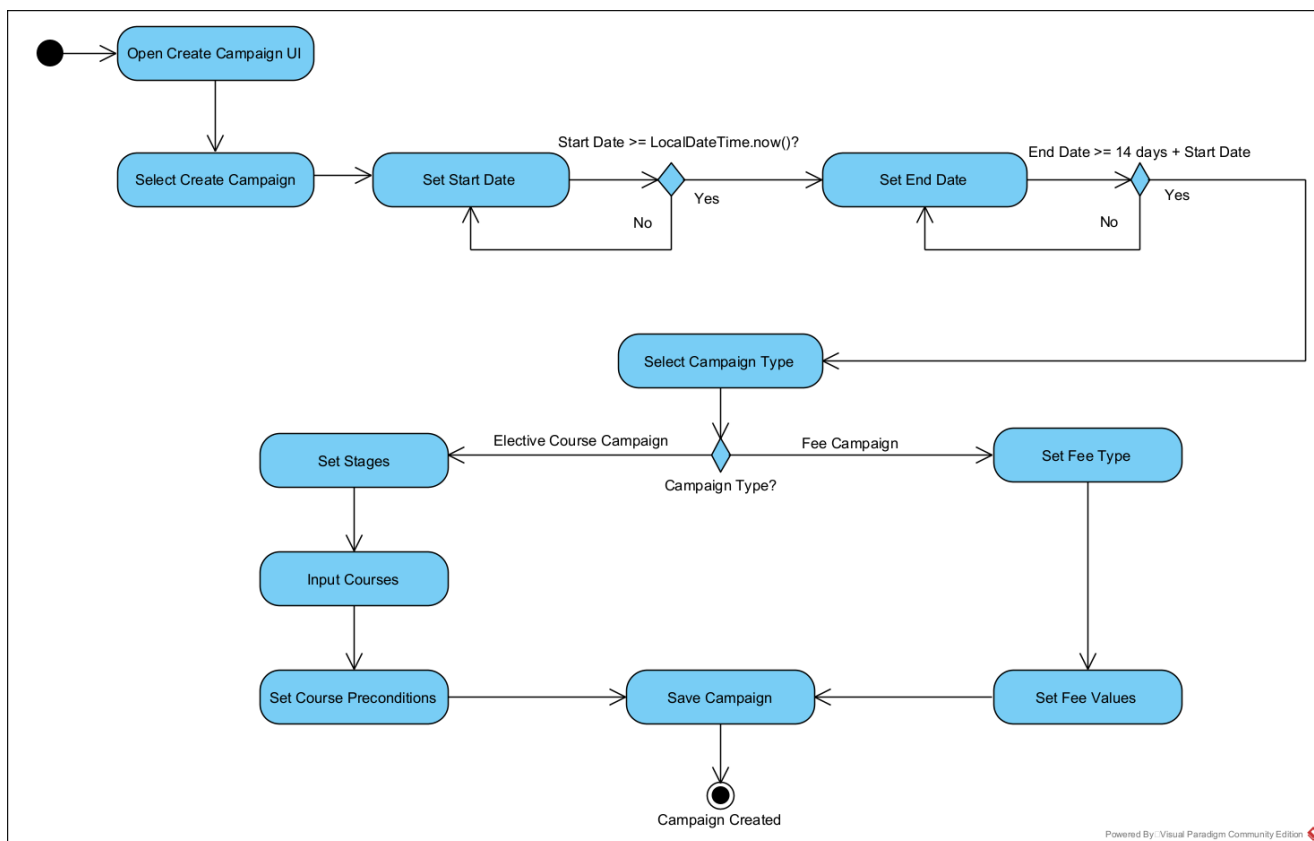 Open Create Campaign UI
Start Date >= LocalDateTime.now()?
End Date >= 14 days + Start Date
Select Create Campaign
Set Start Date
Yes
No
Set End Date
Yes
No
Select Campaign Type
Elective Course Campaign
Fee Campaign
Campaign Type?
Set Stages
Set Fee Type
Input Courses
Set Course Preconditions
Save Campaign
Set Fee Values
Campaign Created
Powered By Visual Paradigm Community Edition